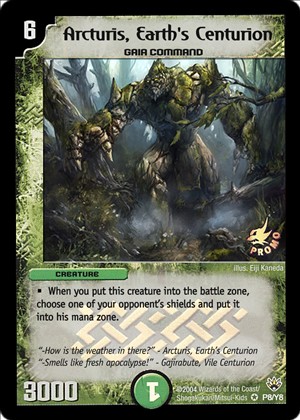 6 Arcturis, Earth's Centurion
GAIA COMMAND
PROMO
illus. Eiji Kaneda
CREATURE
▪ When you put this creature into the battle zone,
choose one of your opponent's shields and put it
into his mana zone.
"-How is the weather in there?" - Arcturis, Earth's Centurion
"-Smells like fresh apocalypse!" - Gajirabute, Vile Centurion
3000
1
©2004 Wizards of the Coast/
Shogakukan/Mitsui-Kids P8/Y8